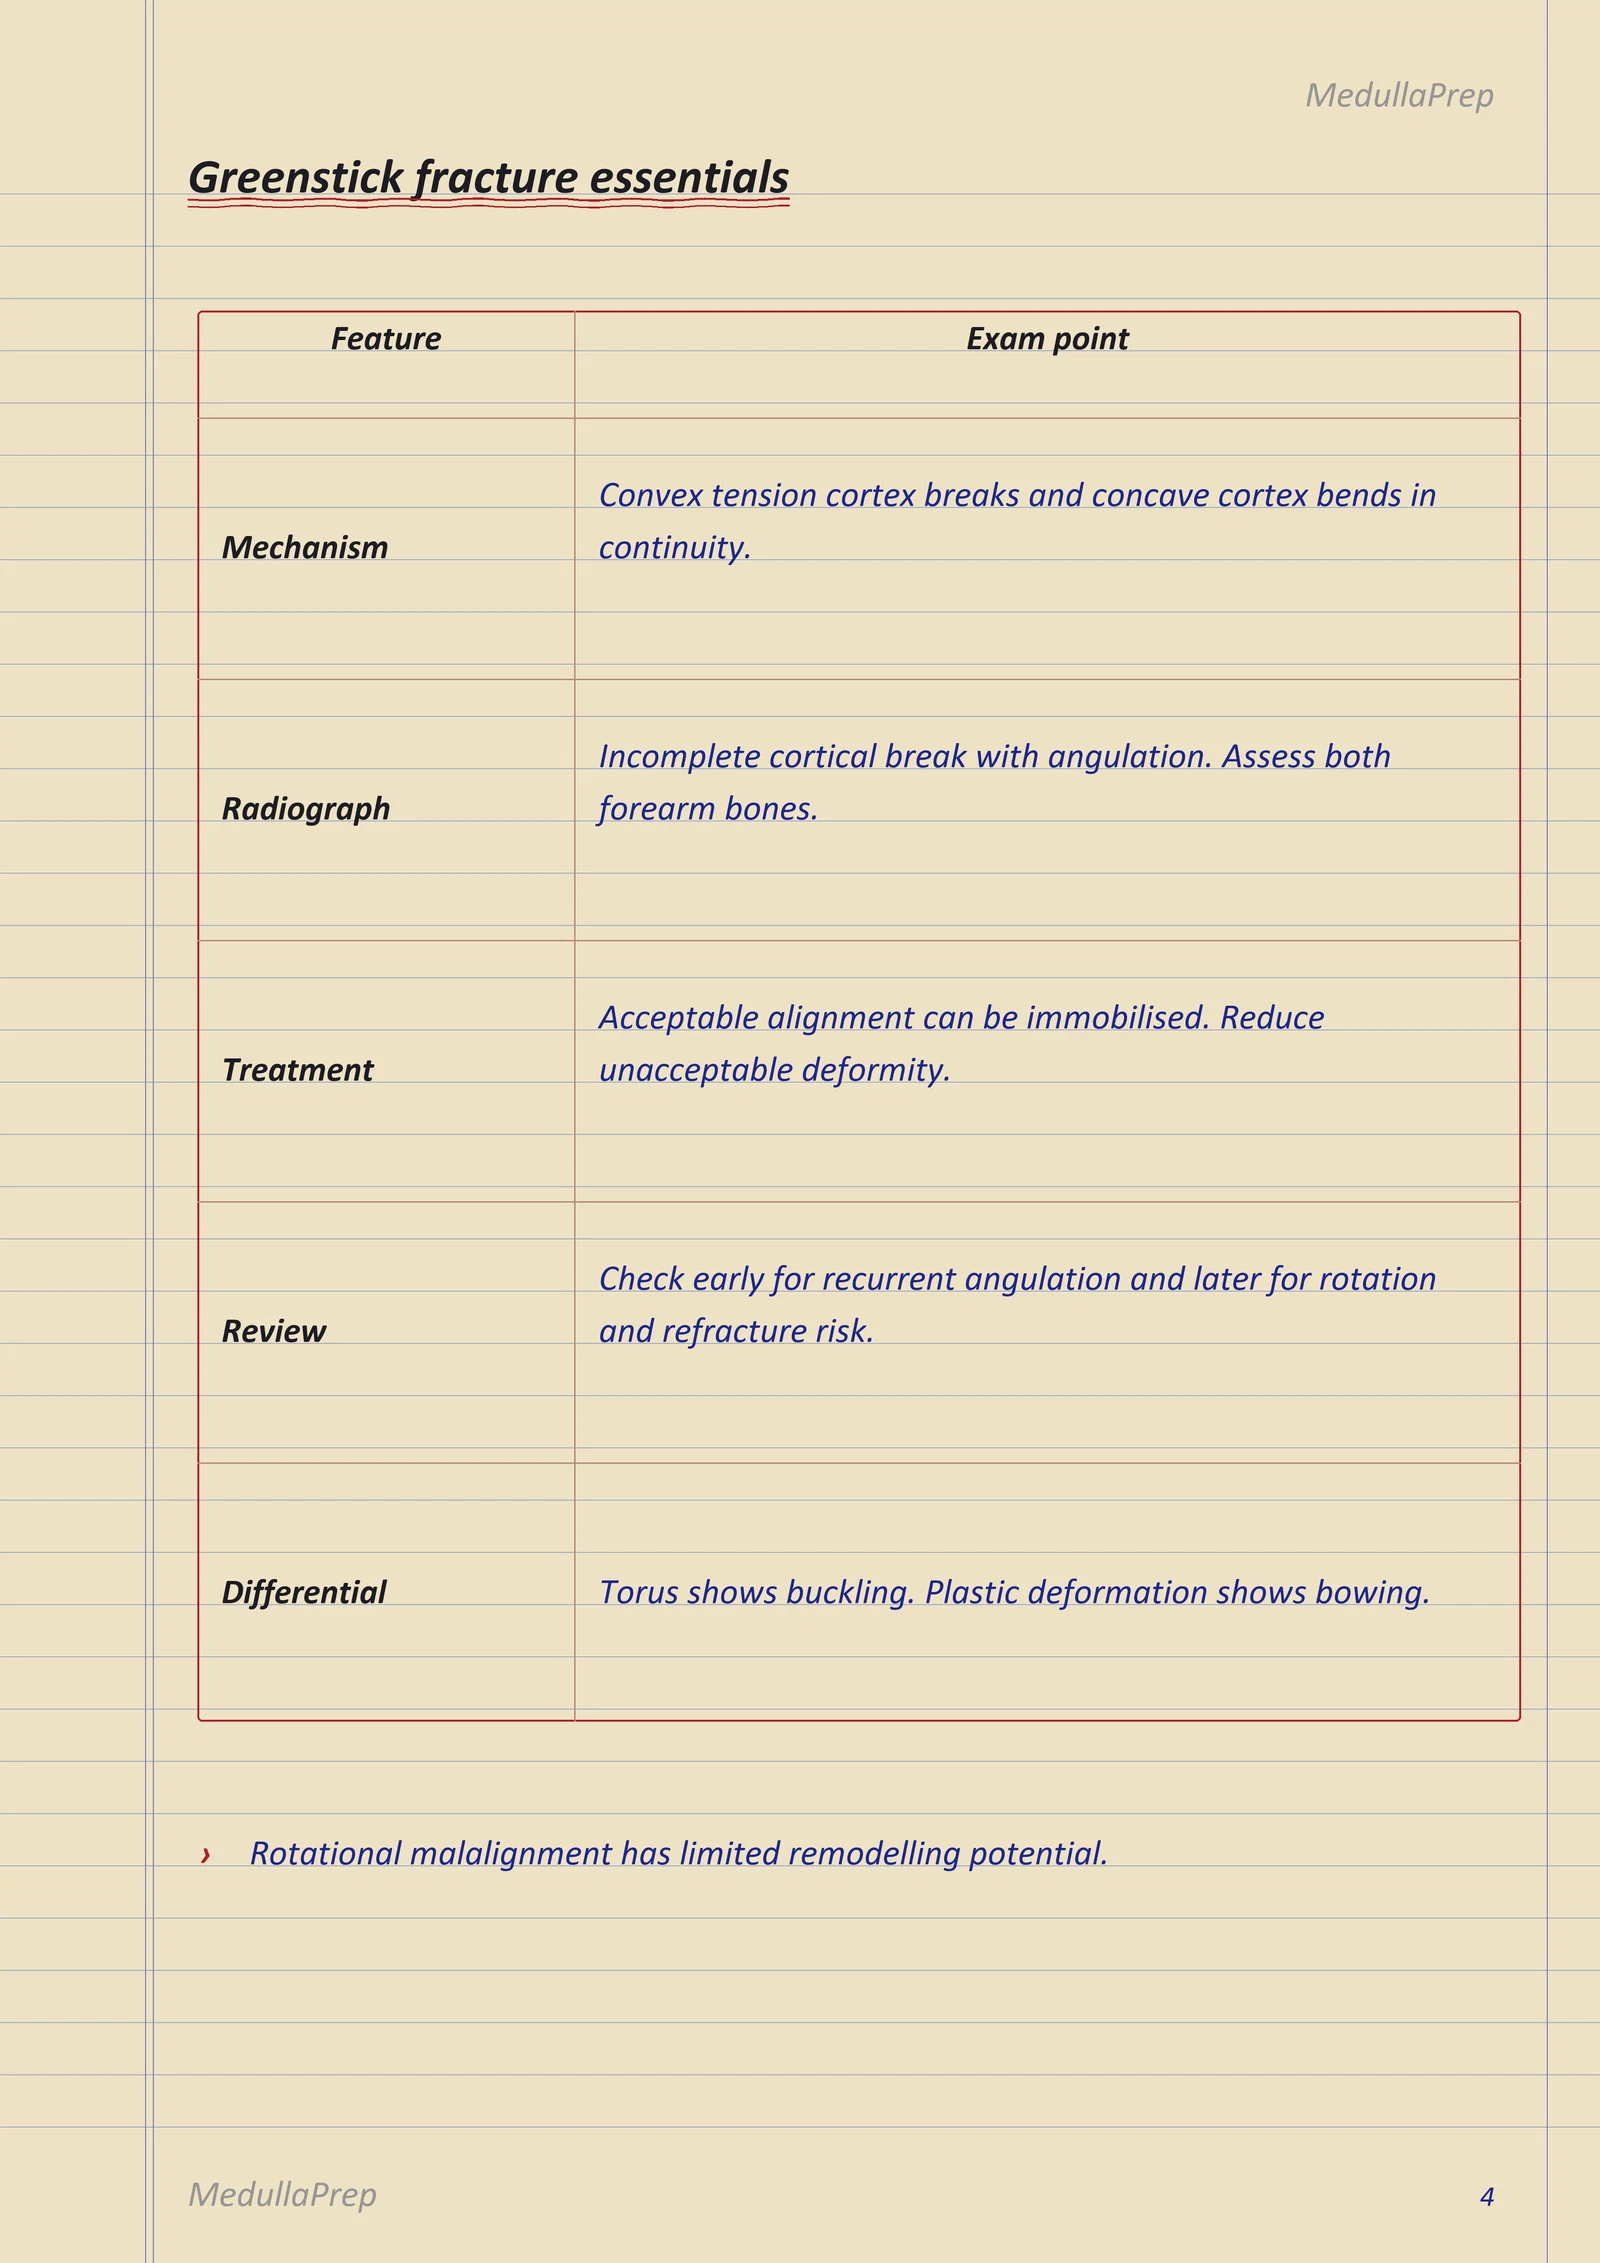 MedullaPrep
Greenstick fracture essentials
Feature Exam point
Mechanism
Convex tension cortex breaks and concave cortex bends in
continuity.
Radiograph
Incomplete cortical break with angulation. Assess both
forearm bones.
Treatment
Acceptable alignment can be immobilised. Reduce
unacceptable deformity.
Review
Check early for recurrent angulation and later for rotation
and refracture risk.
Differential
Torus shows buckling. Plastic deformation shows bowing.
› Rotational malalignment has limited remodelling potential.
MedullaPrep
4